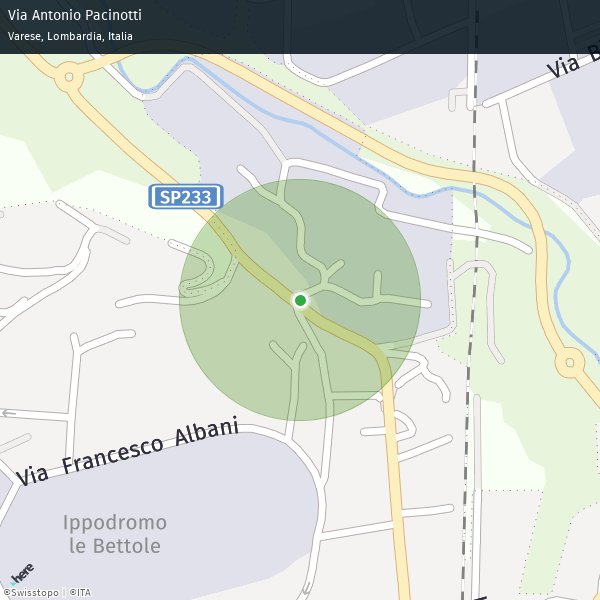 Via Antonio Pacinotti
Varese, Lombardia, Italia
Via B
SP233
Via Francesco Albani
Ippodromo
le Bettole
here
©Swisstopo | ©ITA